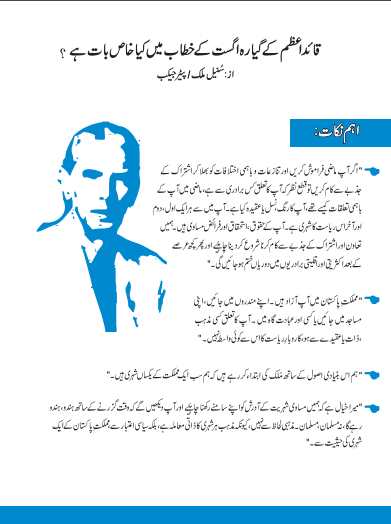 قائداعظم کے گیارہ اگست کے خطاب میں کیا خاص بات ہے ؟
از: سُنیل ملک / پیٹر جیکب
اہم نکات:
"اگر آپ ماضی فراموش کریں اور تنازعات و باہمی اختلافات کو بھلا کر اشتراک کے
جذبے سے کام کریں تو قطع نظر کہ آپ کا تعلق کس برادری سے ہے، ماضی میں آپ کے
باہمی تعلقات کیسے تھے، آپ کا رنگ، نسل یا عقیدہ کیا ہے۔ آپ میں سے ہر ایک اول، دوم
اور آخر اس ریاست کا شہری ہے۔ آپ کے حقوق، استحقاق اور فرائض مساوی ہیں۔ ہمیں
تعاون اور اشتراک کے جذبے سے کام کرنا شروع کر دینا چاہیئے اور پھر کچھ عرصے
کے بعد اکثریتی اور اقلیتی برادریوں میں دوریاں ختم ہو جائیں گی۔"
"مملکتِ پاکستان میں آپ آزاد ہیں۔ اپنے مندروں میں جائیں، اپنی
مساجد میں جائیں یا کسی اور عبادت گاہ میں۔ آپ کا تعلق کسی مذہب
، ذات یا عقیدے سے ہو، کاروبارِ ریاست کا اس سے کوئی واسطہ نہیں۔"
"ہم اس بنیادی اصول کے ساتھ مُلک کی ابتداء کر رہے ہیں کہ ہم سب ایک مملکت کے یکساں شہری ہیں۔"
"میرا خیال ہے کہ ہمیں مساوی شہریت کے آدرش کو اپنے سامنے رکھنا چاہیئے اور آپ دیکھیں گے کہ وقت گزرنے کے ساتھ ہندو، ہندو
رہے گا، نہ مسلمان، مسلمان۔ مذہبی لحاظ سے نہیں، کیونکہ مذہب ہر شہری کا ذاتی معاملہ ہے، بلکہ سیاسی اعتبار سے مملکتِ پاکستان کے ایک
شہری کی حیثیت سے۔"